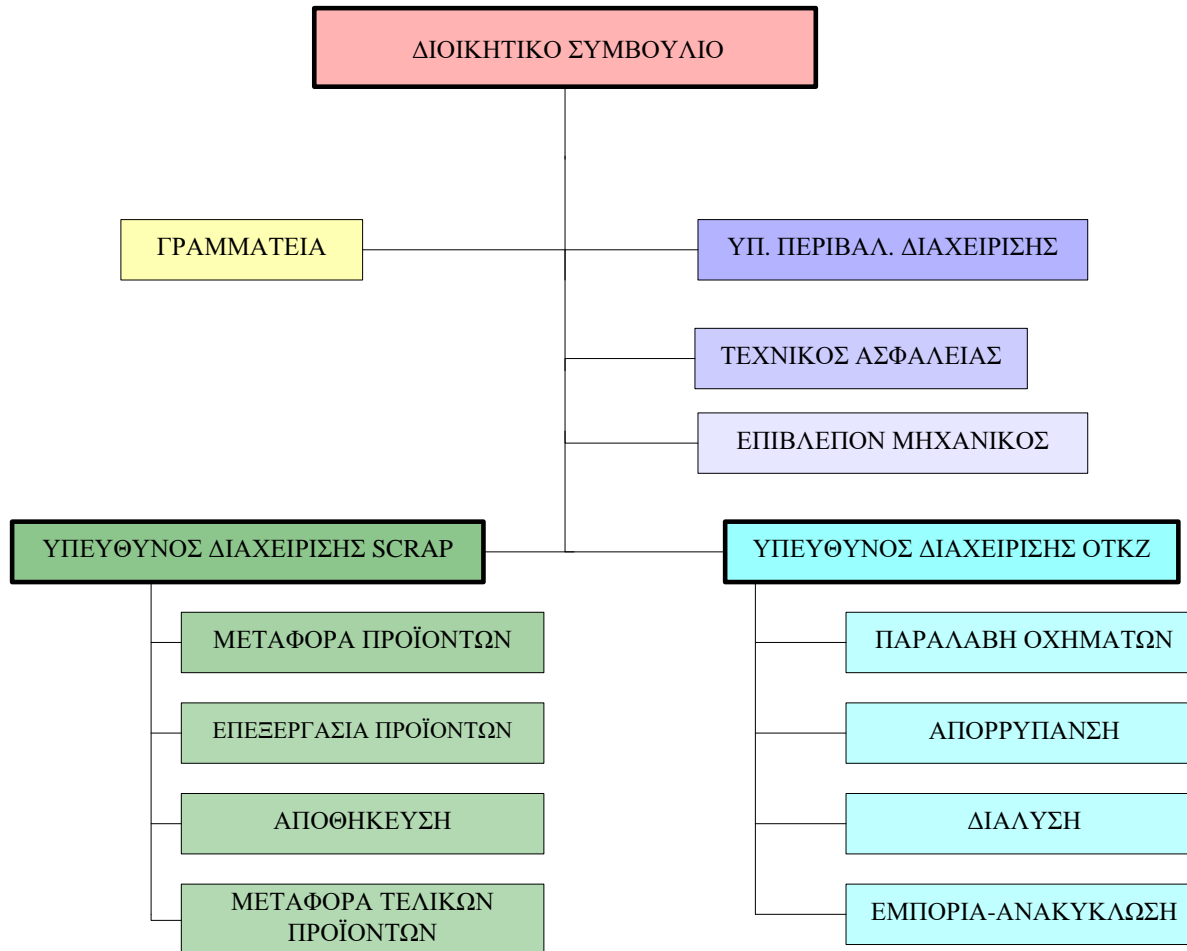 ΔΙΟΙΚΗΤΙΚΟ ΣΥΜΒΟΥΛΙΟ
ΓΡΑΜΜΑΤΕΙΑ
ΥΠ. ΠΕΡΙΒΑΛ. ΔΙΑΧΕΙΡΙΣΗΣ
ΤΕΧΝΙΚΟΣ ΑΣΦΑΛΕΙΑΣ
ΕΠΙΒΛΕΠΟΝ ΜΗΧΑΝΙΚΟΣ
ΥΠΕΥΘΥΝΟΣ ΔΙΑΧΕΙΡΙΣΗΣ SCRAP
ΜΕΤΑΦΟΡΑ ΠΡΟΪΟΝΤΩΝ
ΕΠΕΞΕΡΓΑΣΙΑ ΠΡΟΪΟΝΤΩΝ
ΑΠΟΘΗΚΕΥΣΗ
ΜΕΤΑΦΟΡΑ ΤΕΛΙΚΩΝ
ΠΡΟΪΟΝΤΩΝ
ΥΠΕΥΘΥΝΟΣ ΔΙΑΧΕΙΡΙΣΗΣ ΟΤΚΖ
ΠΑΡΑΛΑΒΗ ΟΧΗΜΑΤΩΝ
ΑΠΟΡΡΥΠΑΝΣΗ
ΔΙΑΛΥΣΗ
ΕΜΠΟΡΙΑ-ΑΝΑΚΥΚΛΩΣΗ